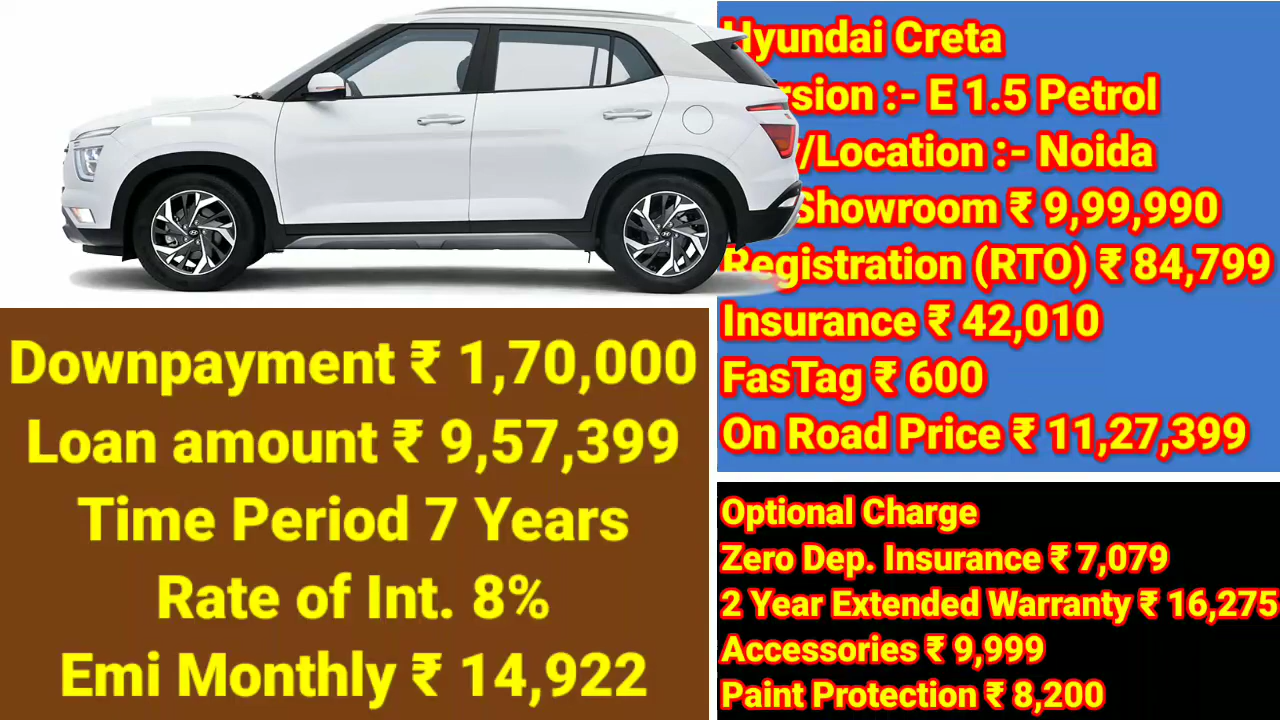 Hyundai Creta
rsion :- E 1.5 Petrol
/Location :- Noida
Showroom ₹ 9,99,990
Registration (RTO) ₹ 84,799
Insurance ₹ 42,010
FasTag ₹ 600
On Road Price ₹ 11,27,399
Downpayment ₹ 1,70,000
Loan amount ₹ 9,57,399
Time Period 7 Years
Rate of Int. 8%
Emi Monthly ₹ 14,922
Optional Charge
Zero Dep. Insurance ₹ 7,079
2 Year Extended Warranty ₹ 16,275
Accessories ₹ 9,999
Paint Protection ₹ 8,200